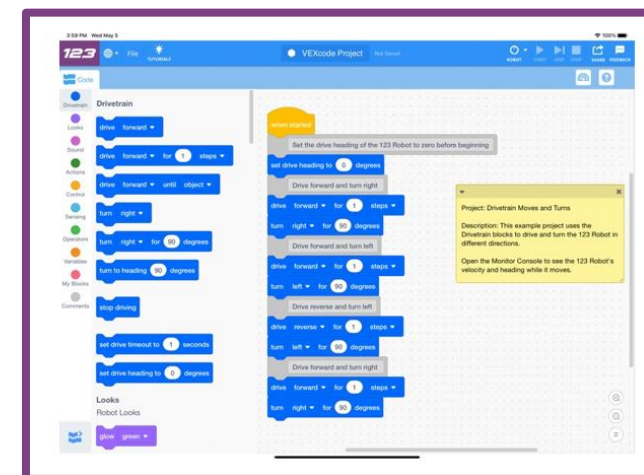 3:59 PM Wed May 5
100%
123
File
TUTORIALS
VEXcode Project
Not Saved
ROBOT
START
STEP
STOP
SHARE
FEEDBACK
Code
Drivetrain
Looks
Sound
Actions
Control
Sensing
Operators
Variables
My Blocks
Comments
Drivetrain
drive forward
drive forward for 1 steps
drive forward until object
turn right
turn right for 90 degrees
turn to heading 90 degrees
stop driving
set drive timeout to 1 seconds
set drive heading to 0 degrees
Looks
Robot Looks
glow green
when started
Set the drive heading of the 123 Robot to zero before beginning
set drive heading to 0 degrees
Drive forward and turn right
drive forward for 1 steps
turn right for 90 degrees
Drive forward and turn left
drive forward for 1 steps
turn left for 90 degrees
Drive reverse and turn left
drive reverse for 1 steps
turn left for 90 degrees
Drive forward and turn right
drive forward for 1 steps
turn right for 90 degrees
Project: Drivetrain Moves and Turns
Description: This example project uses the
Drivetrain blocks to drive and turn the 123 Robot in
different directions.
Open the Monitor Console to see the 123 Robot's
velocity and heading while it moves.